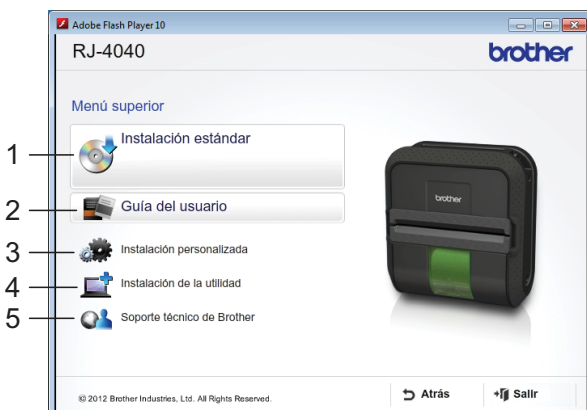 Adobe Flash Player 10
RJ-4040
brother
Menú superior
1
Instalación estándar
brother
2
Guía del usuario
3
Instalación personalizada
4
Instalación de la utilidad
5
Soporte técnico de Brother
© 2012 Brother Industries, Ltd. All Rights Reserved.
Atrás
Salir